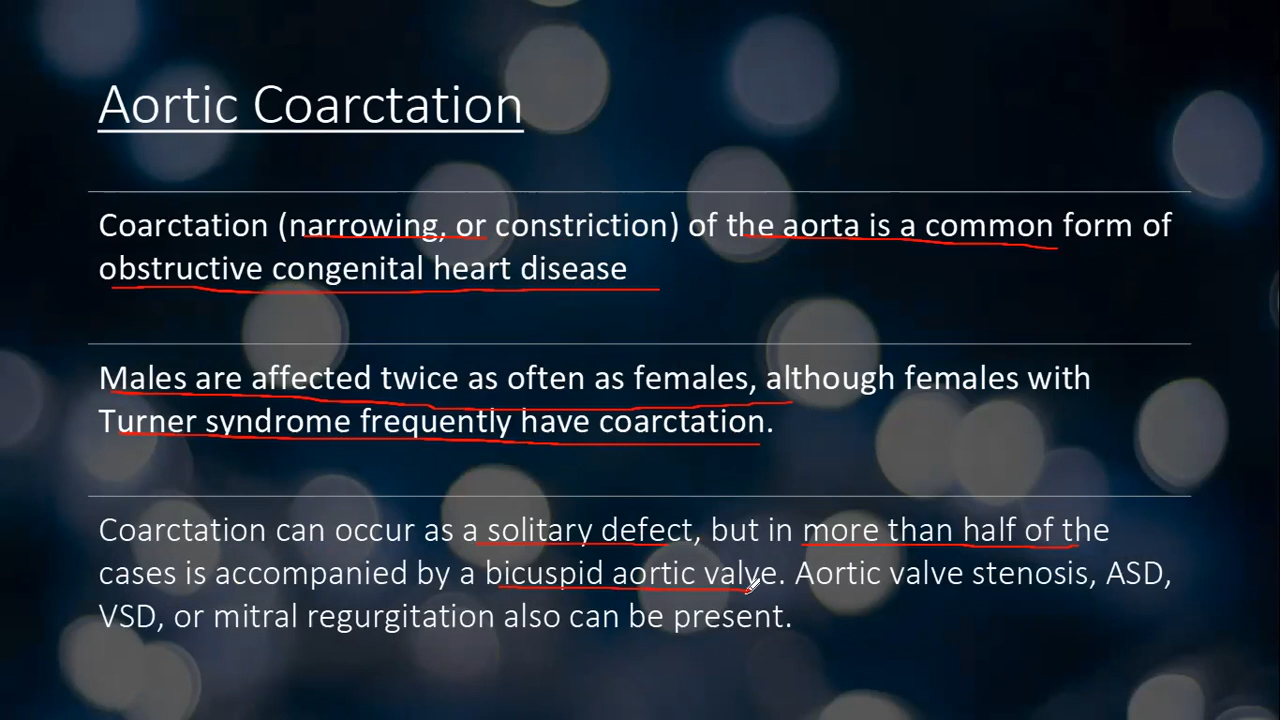 Aortic Coarctation
Coarctation (narrowing, or constriction) of the aorta is a common form of
obstructive congenital heart disease
Males are affected twice as often as females, although females with
Turner syndrome frequently have coarctation.
Coarctation can occur as a solitary defect, but in more than half of the
cases is accompanied by a bicuspid aortic valve. Aortic valve stenosis, ASD,
VSD, or mitral regurgitation also can be present.